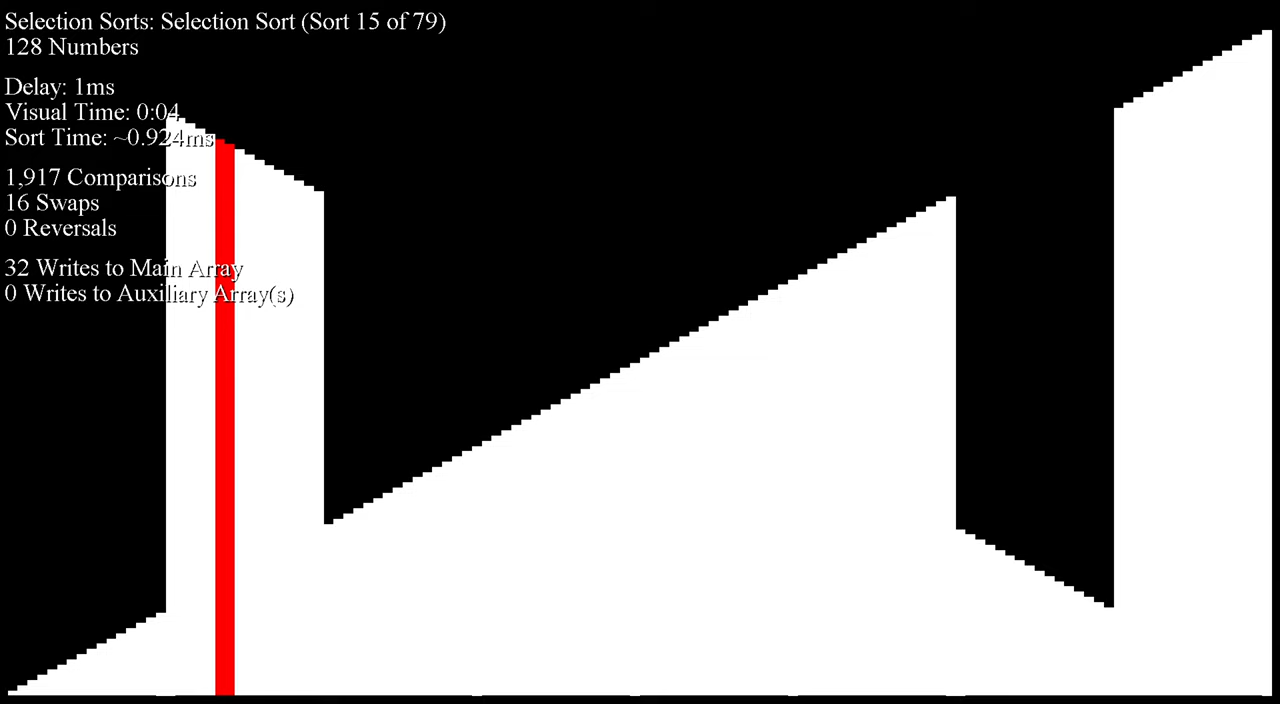 Selection Sorts: Selection Sort (Sort 15 of 79)
128 Numbers
Delay: 1ms
Visual Time: 0:04
Sort Time: ~0.924ms
1,917 Comparisons
16 Swaps
0 Reversals
32 Writes to Main Array
0 Writes to Auxiliary Array(s)